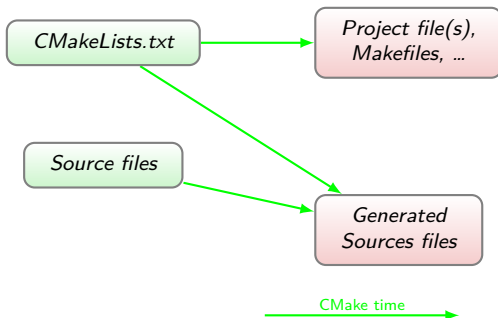 CMakeLists.txt
Project file(s),
Makefiles, ...
Source files
Generated
Sources files
CMake time